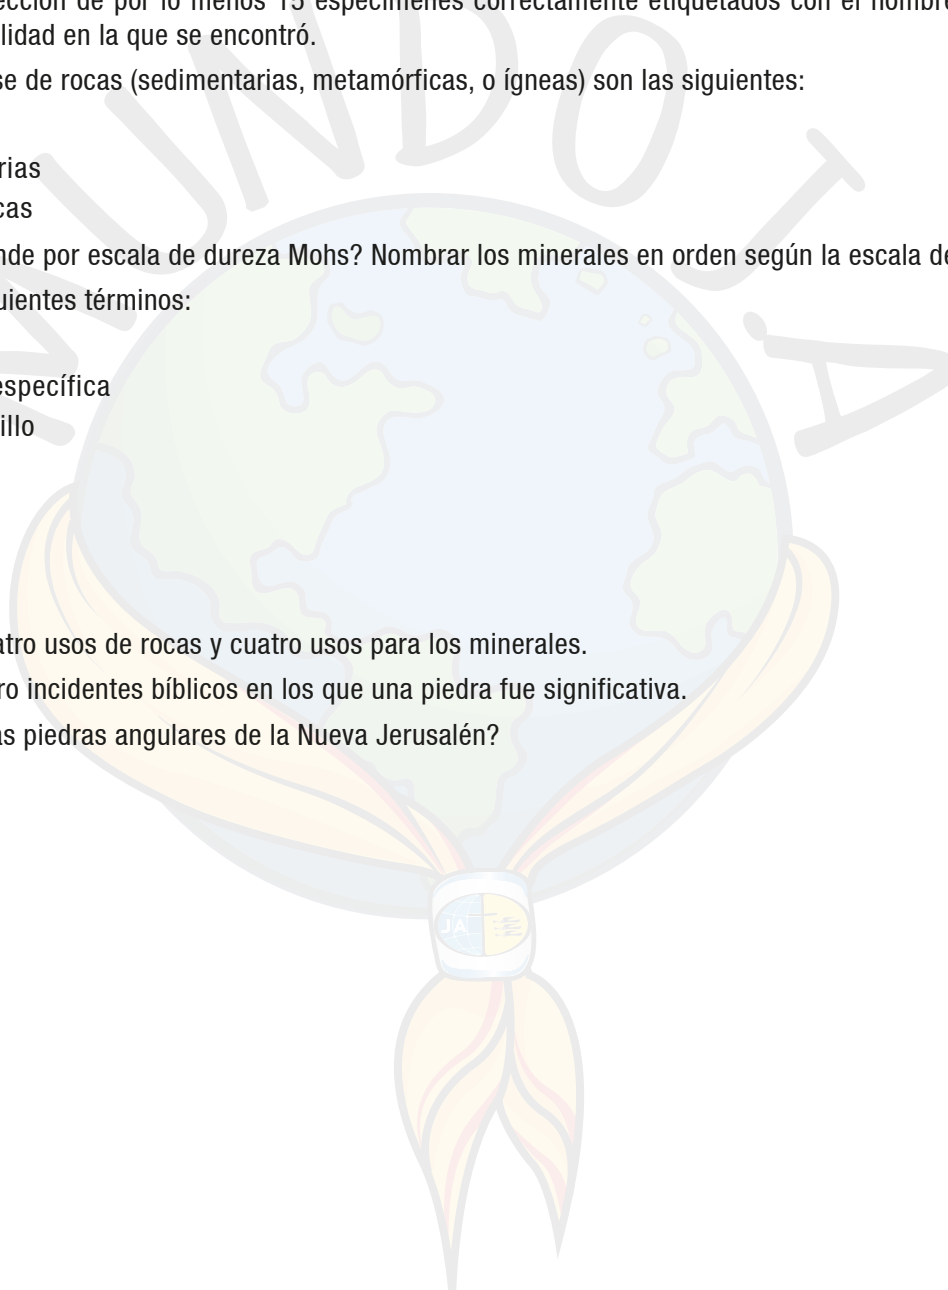 ección de por lo menos 15 especímenes correctamente etiquetados con el nombre
lidad en la que se encontró.
se de rocas (sedimentarias, metamórficas, o ígneas) son las siguientes:
rias
cas
nde por escala de dureza Mohs? Nombrar los minerales en orden según la escala de
uientes términos:
específica
illo
atro usos de rocas y cuatro usos para los minerales.
ro incidentes bíblicos en los que una piedra fue significativa.
as piedras angulares de la Nueva Jerusalén?
MUNDO J.A
JA